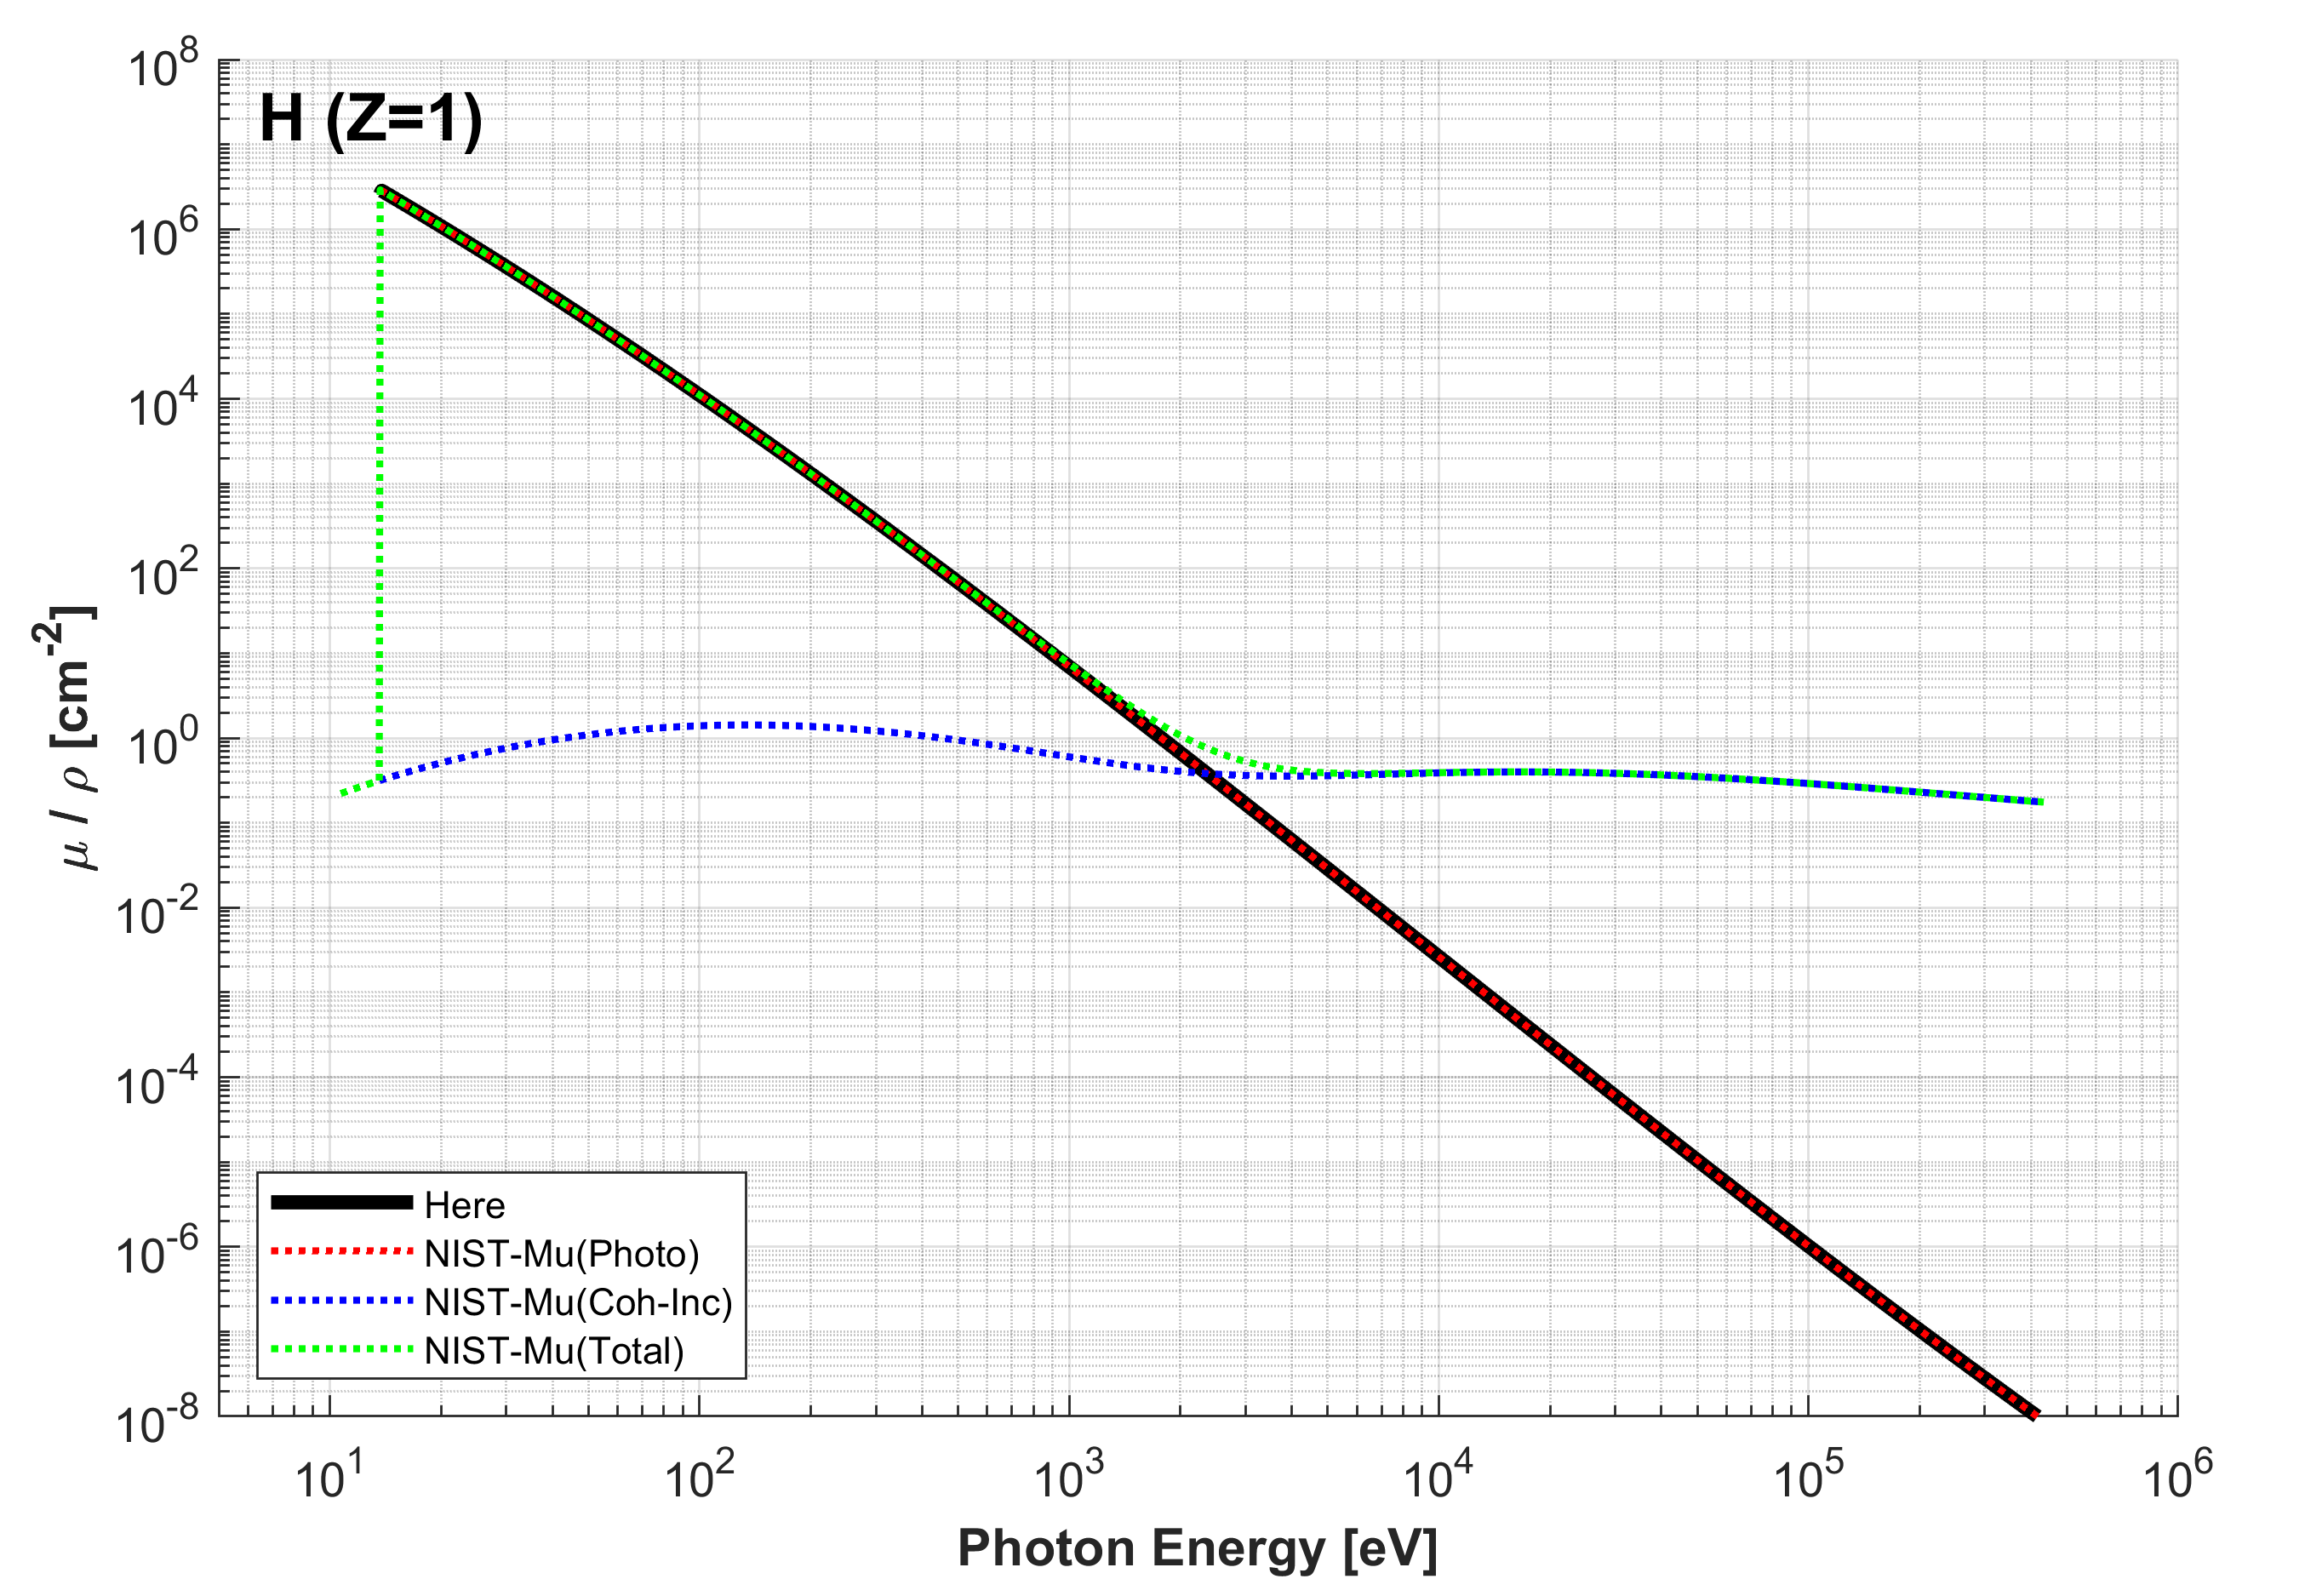 H (Z=1)
10^8
10^6
10^4
10^2
10^0
10^-2
10^-4
10^-6
10^-8
μ / ρ [cm^-2]
Here
NIST-Mu(Photo)
NIST-Mu(Coh-Inc)
NIST-Mu(Total)
10^1 10^2 10^3 10^4 10^5 10^6
Photon Energy [eV]